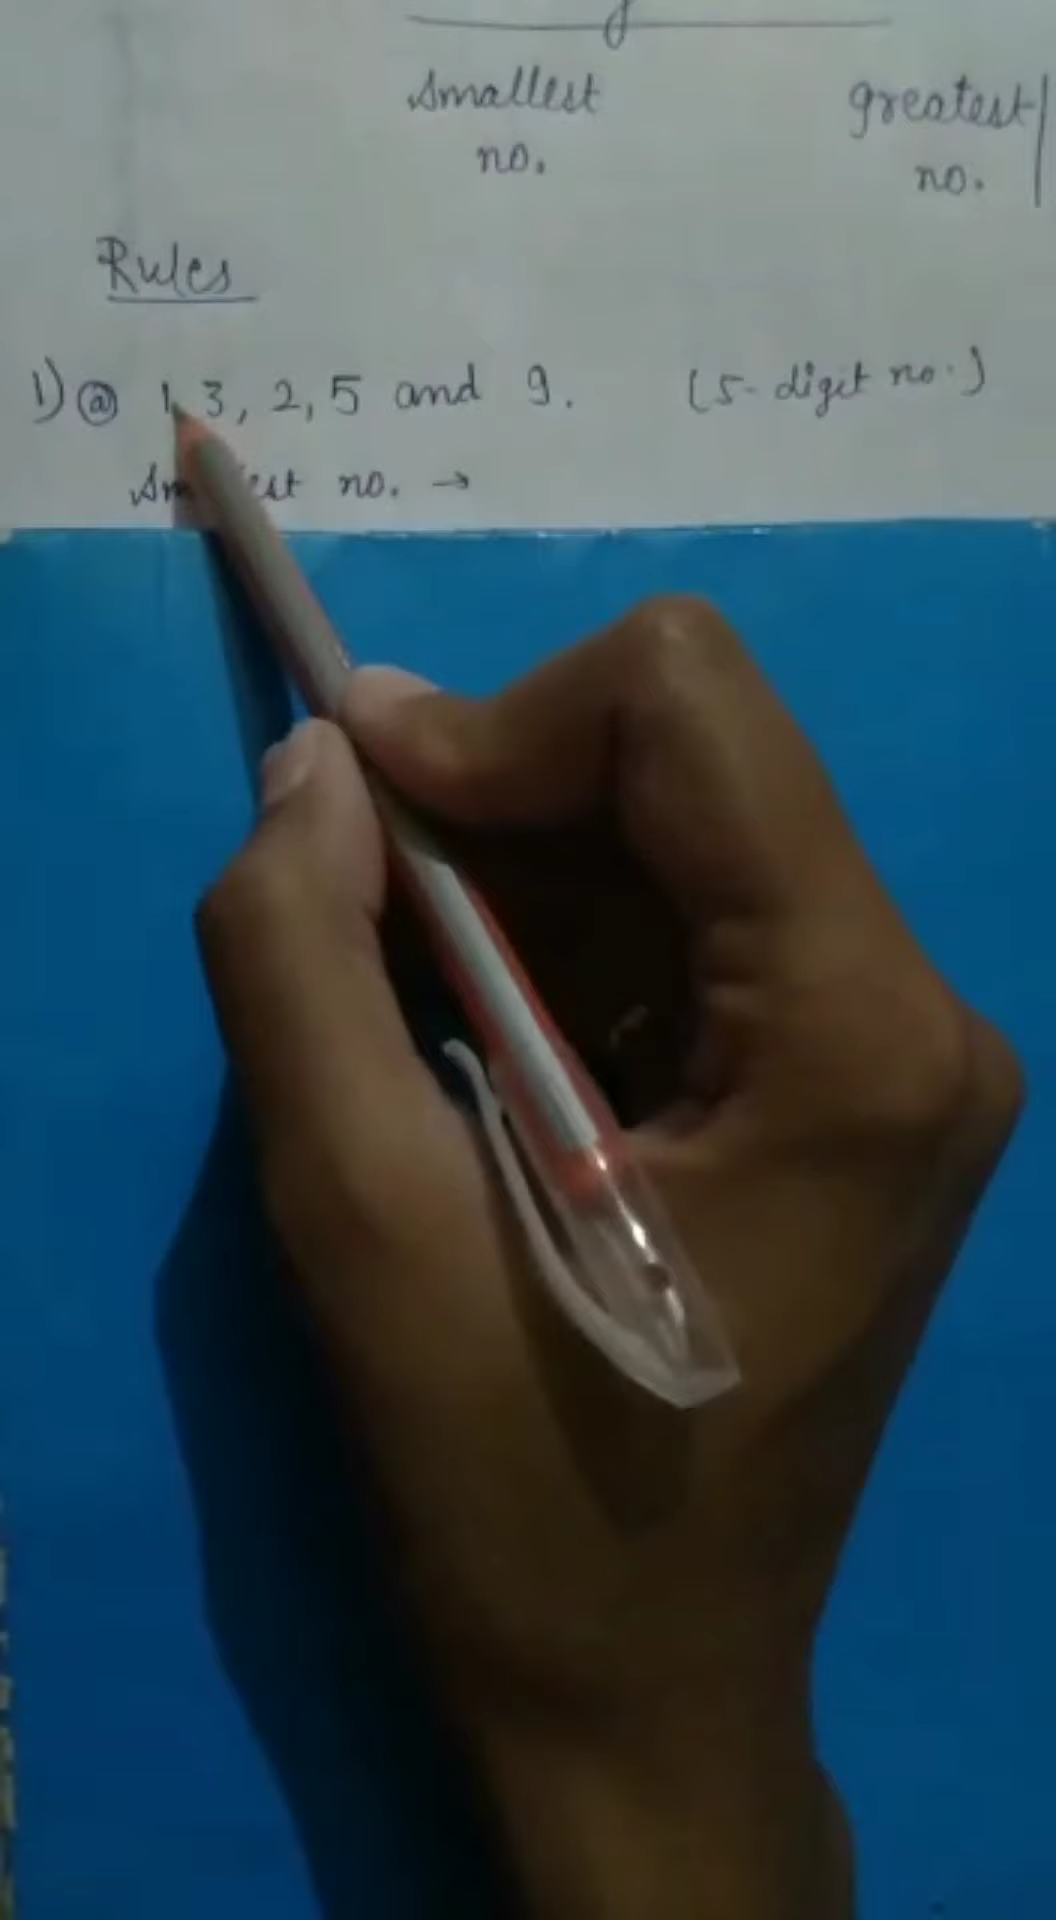 smallest greatest
no. no.
Rules
1) a 1, 3, 2, 5 and 9. (5-digit no.)
no. →